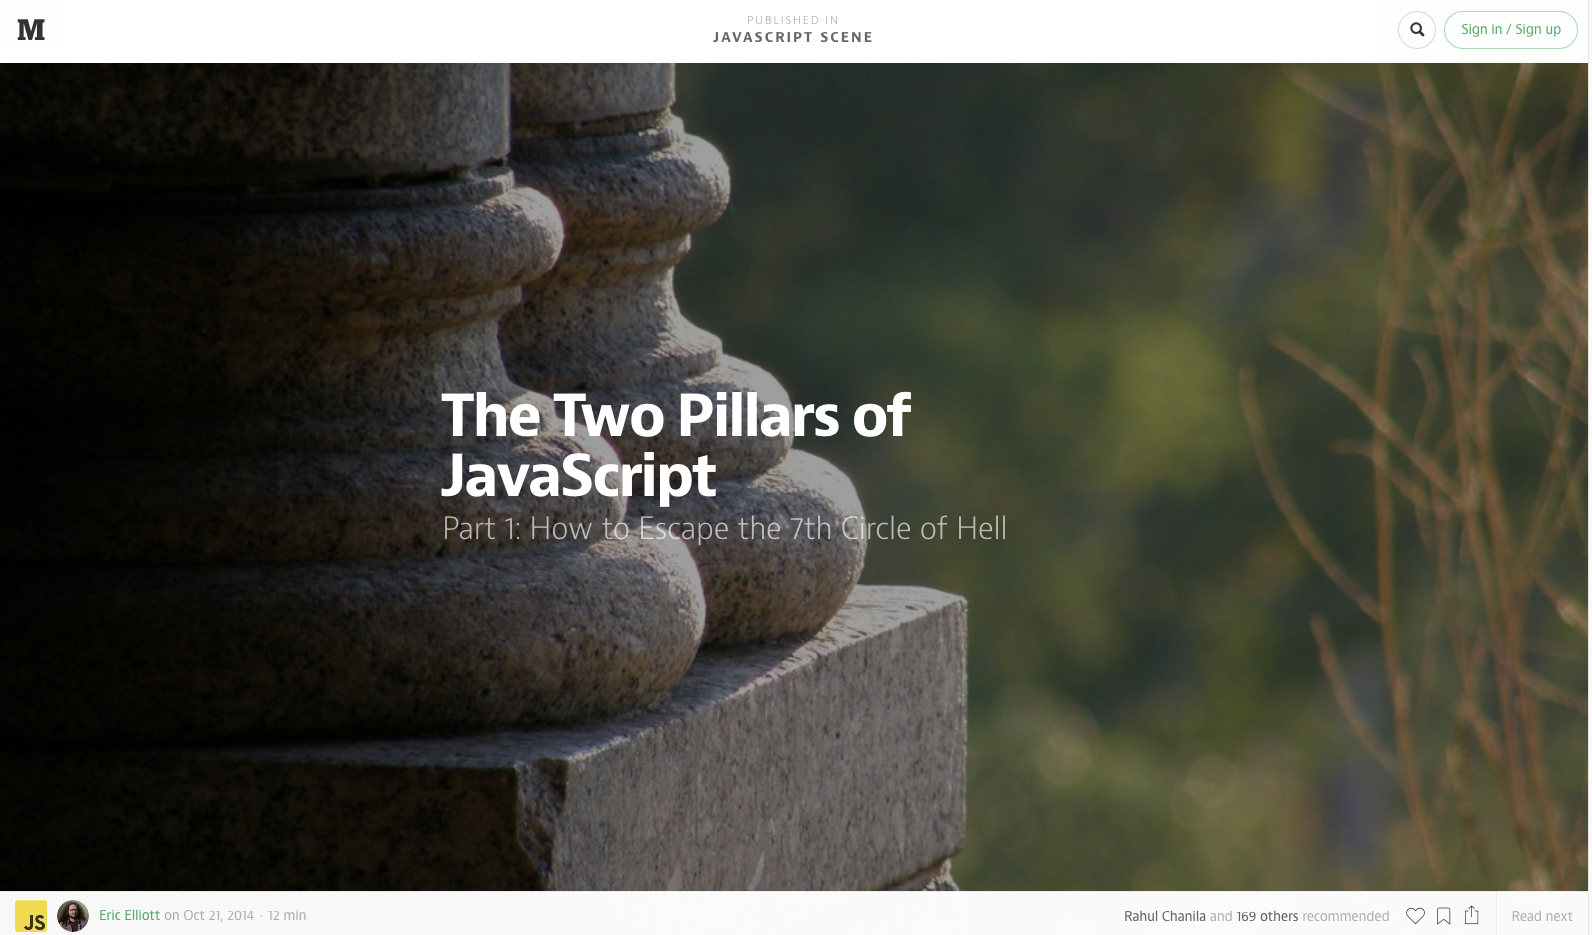 M
PUBLISHED IN
JAVASCRIPT SCENE
Sign in / Sign up
The Two Pillars of
JavaScript
Part 1: How to Escape the 7th Circle of Hell
JS
Eric Elliott on Oct 21, 2014 · 12 min
Rahul Chanila and 169 others recommended
Read next